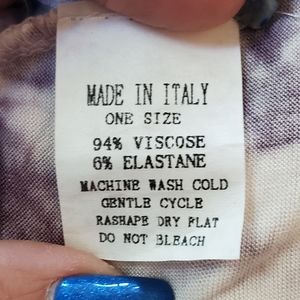 MADE IN ITALY
ONE SIZE
94% VISCOSE
6% ELASTANE
MACHINE WASH COLD
GENTLE CYCLE
RASHAPE DRY FLAT
DO NOT BLEACH